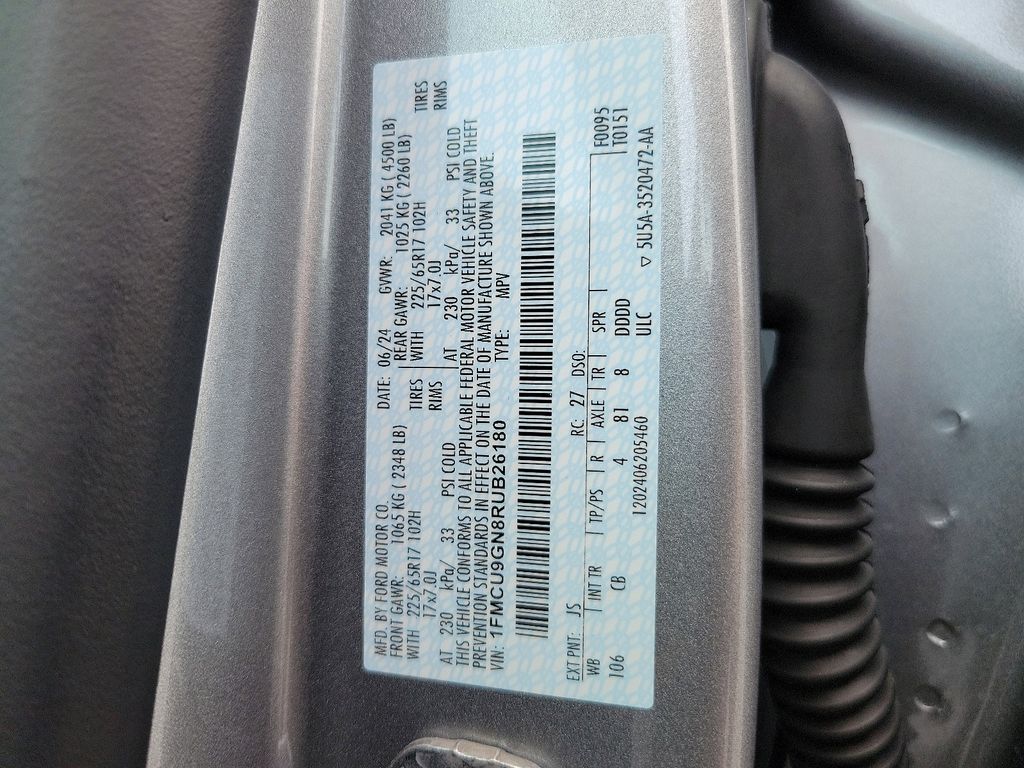 MFD. BY FORD MOTOR CO.
DATE: 06/24 GVWR: 2041 KG ( 4500 LB)
FRONT GAWR: 1065 KG ( 2348 LB)
REAR GAWR: 1025 KG ( 2260 LB)
WITH 225/65R17 102H TIRES
WITH 225/65R17 102H TIRES
17x7.0J RIMS
17x7.0J RIMS
AT 230 kPa/ 33 PSI COLD
AT 230 kPa/ 33 PSI COLD
THIS VEHICLE CONFORMS TO ALL APPLICABLE FEDERAL MOTOR VEHICLE SAFETY AND THEFT
PREVENTION STANDARDS IN EFFECT ON THE DATE OF MANUFACTURE SHOWN ABOVE.
VIN: 1FMCU9GN8RUB26180 TYPE: MPV
EXT PNT: JS RC: 27 DSO: F0095
WB INT TR TP/PS R AXLE TR SPR T0151
106 CB 4 81 8 DDDD
1202406205460 ULC ▽ 5U5A-3520472-AA